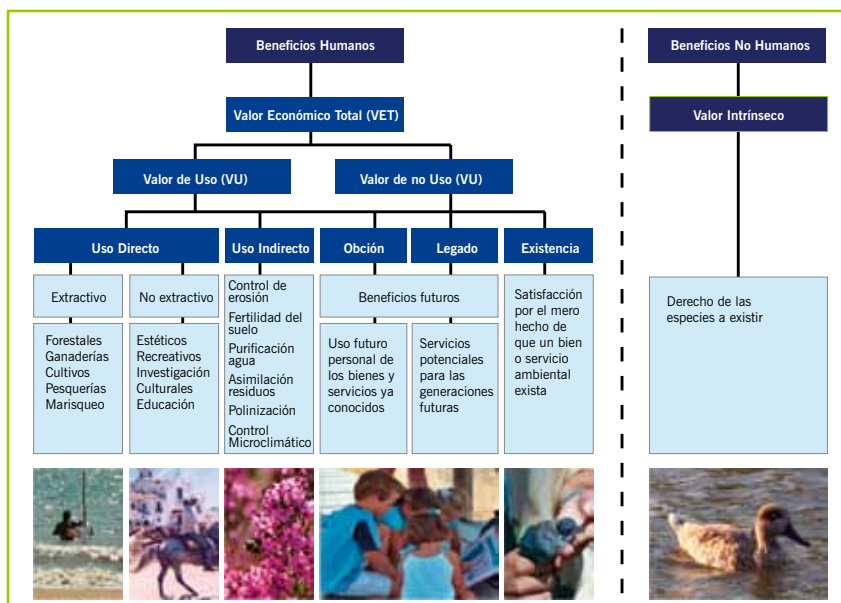 Beneficios Humanos
Beneficios No Humanos
Valor Económico Total (VET)
Valor Intrínseco
Valor de Uso (VU)
Valor de no Uso (VU)
Uso Directo
Uso Indirecto
Obción
Legado
Existencia
Extractivo
No extractivo
Forestales
Ganaderías
Cultivos
Pesquerías
Marisqueo
Estéticos
Recreativos
Investigación
Culturales
Educación
Control de
erosión
Fertilidad del
suelo
Purificación
agua
Asimilación
residuos
Polinización
Control
Microclimático
Beneficios futuros
Uso futuro
personal de
los bienes y
servicios ya
conocidos
Servicios
potenciales
para las
generaciones
futuras
Satisfacción
por el mero
hecho de
que un bien
o servicio
ambiental
exista
Derecho de las
especies a existir